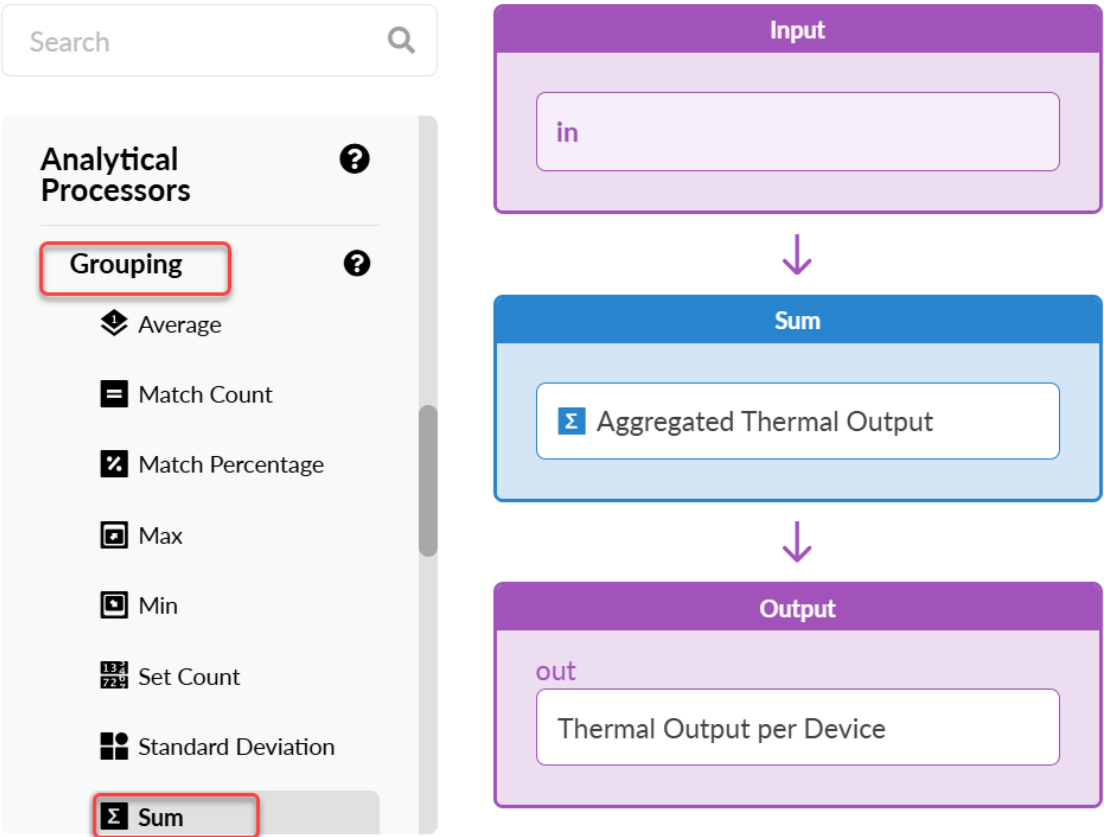 Search
Analytical
Processors
Grouping
Average
Match Count
Match Percentage
Max
Min
Set Count
Standard Deviation
Sum
Input
in
Sum
Aggregated Thermal Output
Output
out
Thermal Output per Device